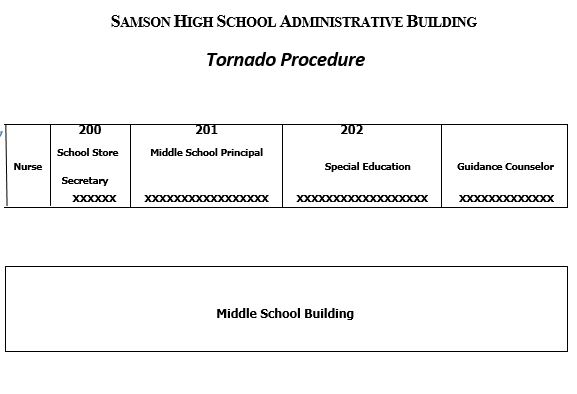 SAMSON HIGH SCHOOL ADMINISTRATIVE BUILDING
Tornado Procedure
200 201 202
School Store Middle School Principal
Nurse Special Education Guidance Counselor
Secretary
xxxxxx xxxxxxxxxxxxxxxxx xxxxxxxxxxxxxxxxxx xxxxxxxxxxxxx
Middle School Building